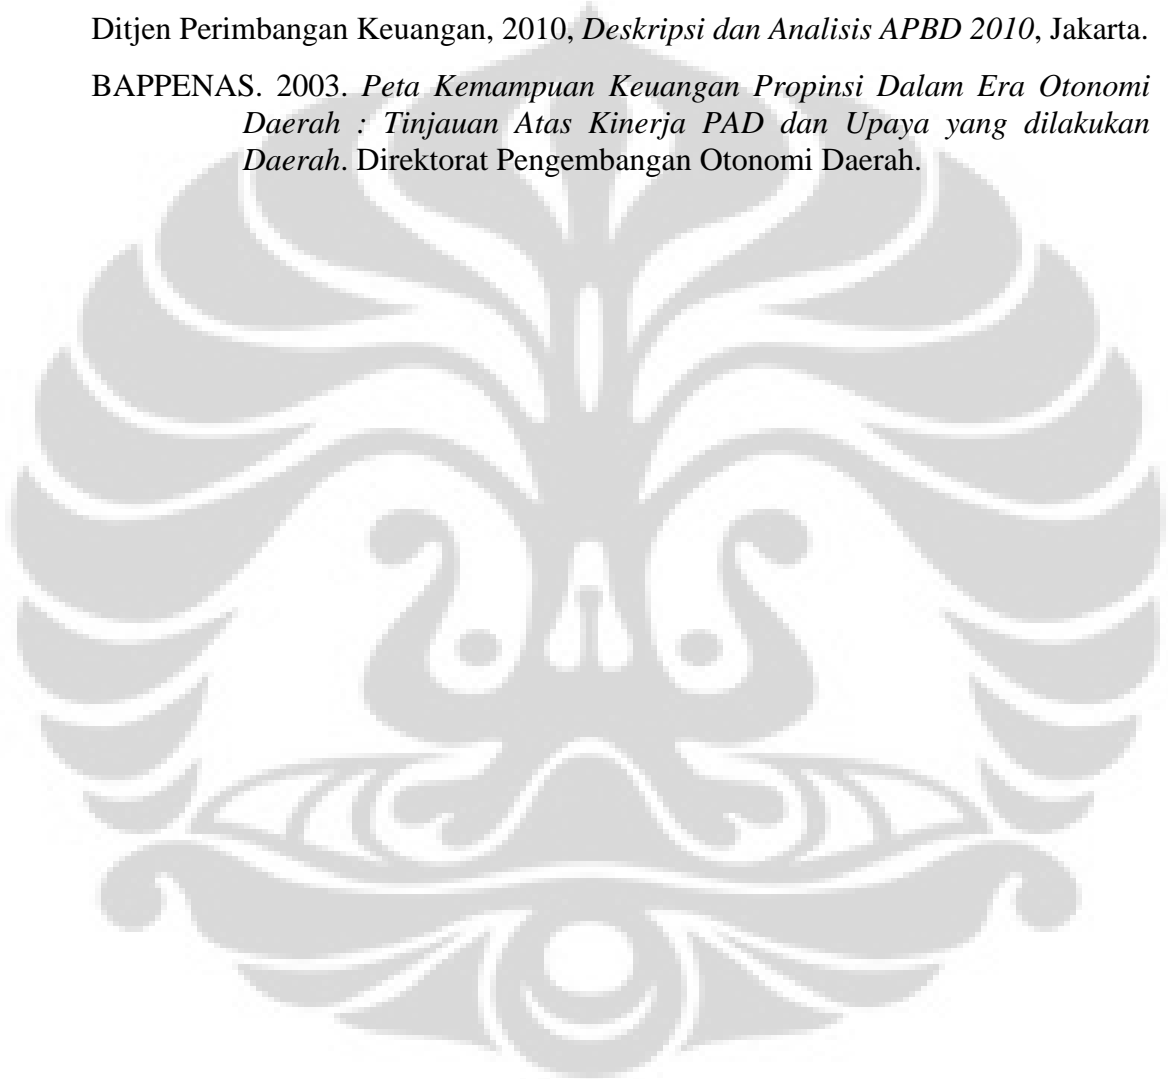 Ditjen Perimbangan Keuangan, 2010, Deskripsi dan Analisis APBD 2010, Jakarta.
BAPPENAS. 2003. Peta Kemampuan Keuangan Propinsi Dalam Era Otonomi
Daerah : Tinjauan Atas Kinerja PAD dan Upaya yang dilakukan
Daerah. Direktorat Pengembangan Otonomi Daerah.